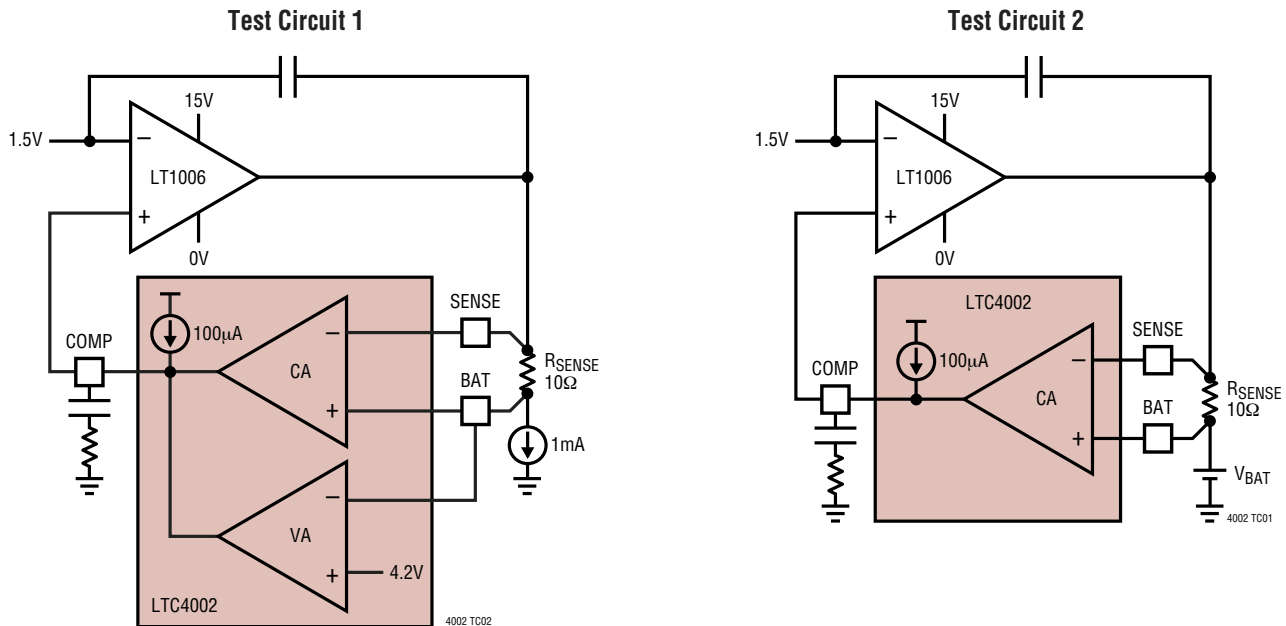 Test Circuit 1
15V
1.5V
−
LT1006
+
0V
COMP
100µA
CA
−
+
SENSE
RSENSE
10Ω
BAT
1mA
VA
−
+
4.2V
LTC4002
4002 TC02
Test Circuit 2
15V
1.5V
−
LT1006
+
0V
LTC4002
COMP
100µA
CA
−
+
SENSE
RSENSE
10Ω
BAT
VBAT
4002 TC01